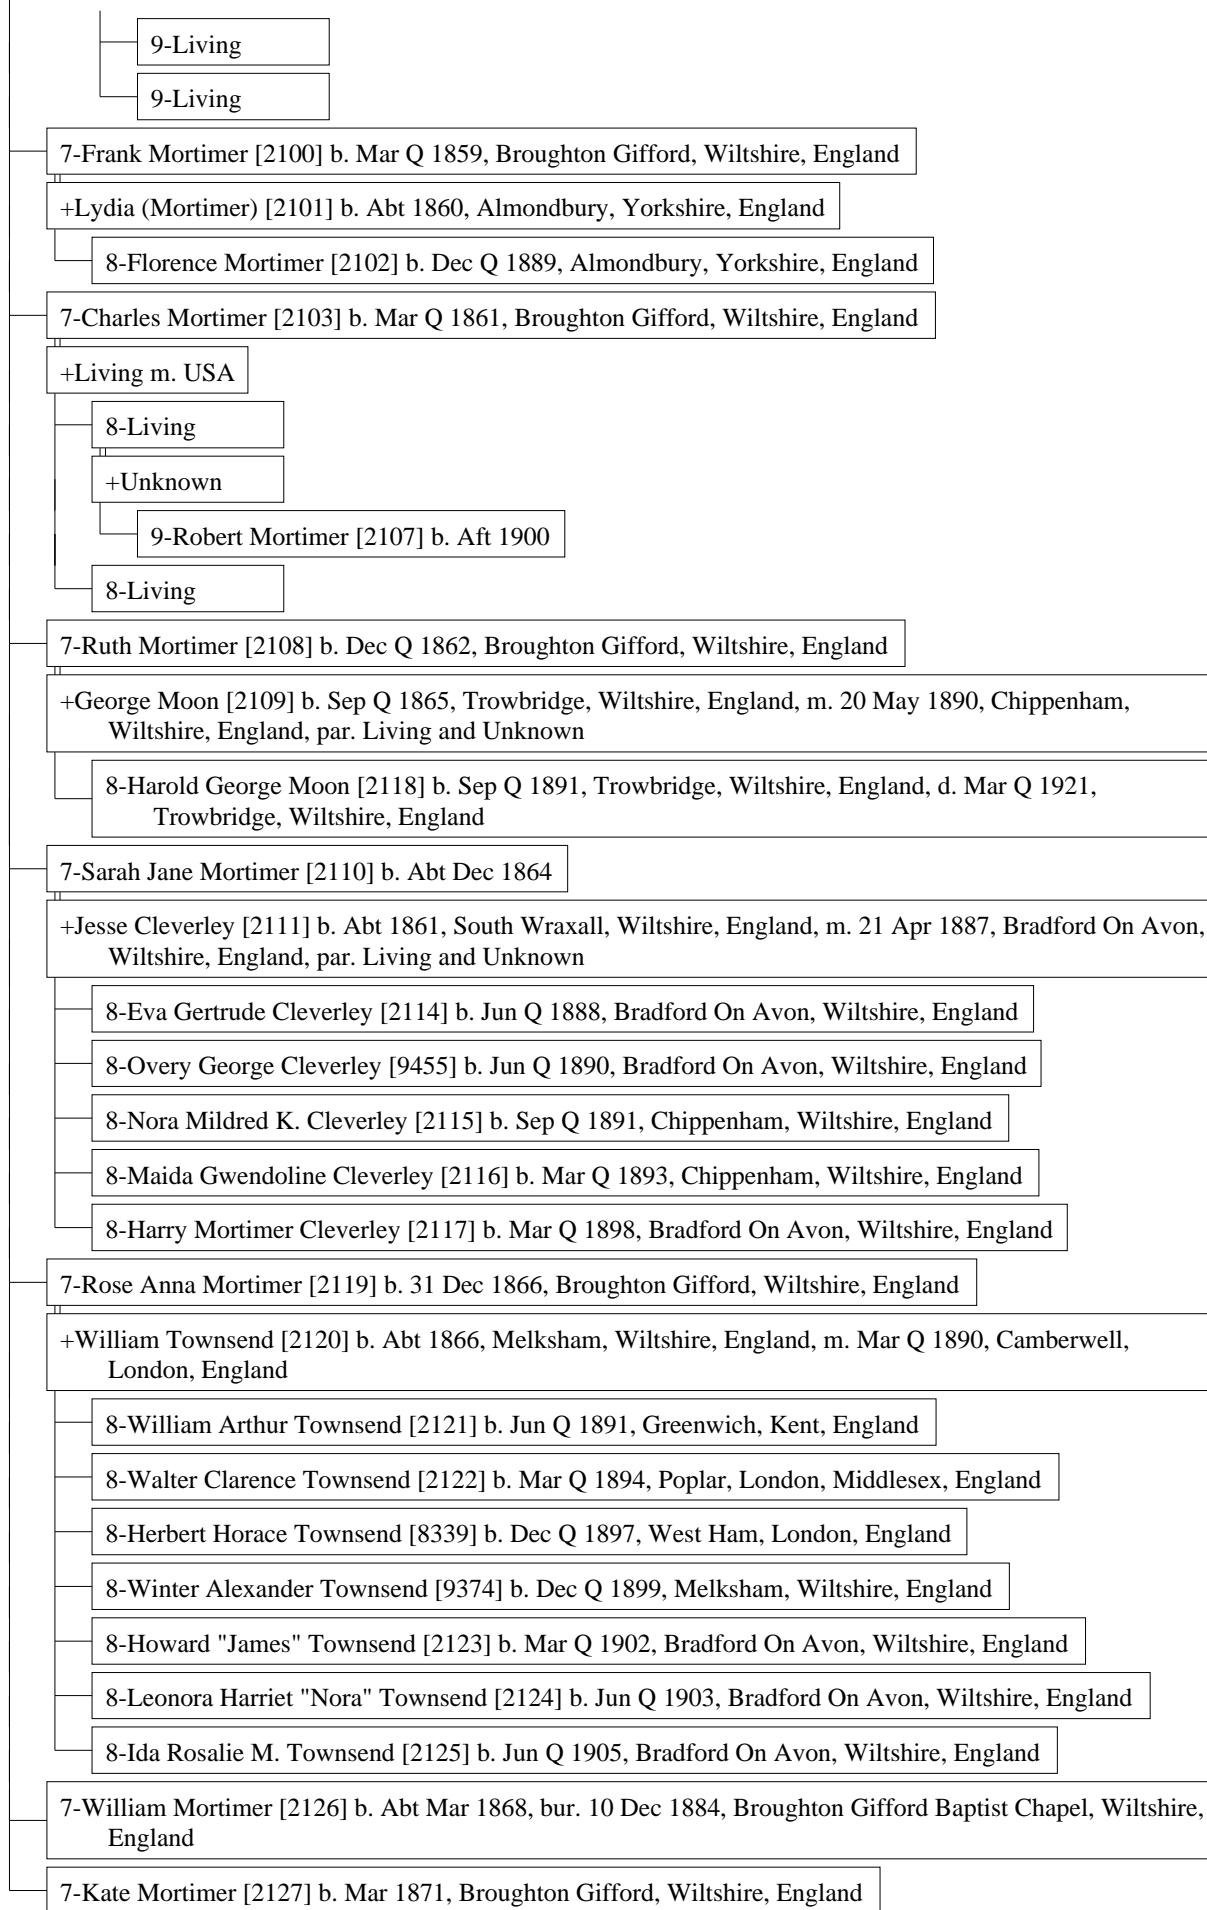 9-Living
9-Living
7-Frank Mortimer [2100] b. Mar Q 1859, Broughton Gifford, Wiltshire, England
+Lydia (Mortimer) [2101] b. Abt 1860, Almondbury, Yorkshire, England
8-Florence Mortimer [2102] b. Dec Q 1889, Almondbury, Yorkshire, England
7-Charles Mortimer [2103] b. Mar Q 1861, Broughton Gifford, Wiltshire, England
+Living m. USA
8-Living
+Unknown
9-Robert Mortimer [2107] b. Aft 1900
8-Living
7-Ruth Mortimer [2108] b. Dec Q 1862, Broughton Gifford, Wiltshire, England
+George Moon [2109] b. Sep Q 1865, Trowbridge, Wiltshire, England, m. 20 May 1890, Chippenham,
Wiltshire, England, par. Living and Unknown
8-Harold George Moon [2118] b. Sep Q 1891, Trowbridge, Wiltshire, England, d. Mar Q 1921,
Trowbridge, Wiltshire, England
7-Sarah Jane Mortimer [2110] b. Abt Dec 1864
+Jesse Cleverley [2111] b. Abt 1861, South Wraxall, Wiltshire, England, m. 21 Apr 1887, Bradford On Avon,
Wiltshire, England, par. Living and Unknown
8-Eva Gertrude Cleverley [2114] b. Jun Q 1888, Bradford On Avon, Wiltshire, England
8-Overy George Cleverley [9455] b. Jun Q 1890, Bradford On Avon, Wiltshire, England
8-Nora Mildred K. Cleverley [2115] b. Sep Q 1891, Chippenham, Wiltshire, England
8-Maida Gwendoline Cleverley [2116] b. Mar Q 1893, Chippenham, Wiltshire, England
8-Harry Mortimer Cleverley [2117] b. Mar Q 1898, Bradford On Avon, Wiltshire, England
7-Rose Anna Mortimer [2119] b. 31 Dec 1866, Broughton Gifford, Wiltshire, England
+William Townsend [2120] b. Abt 1866, Melksham, Wiltshire, England, m. Mar Q 1890, Camberwell,
London, England
8-William Arthur Townsend [2121] b. Jun Q 1891, Greenwich, Kent, England
8-Walter Clarence Townsend [2122] b. Mar Q 1894, Poplar, London, Middlesex, England
8-Herbert Horace Townsend [8339] b. Dec Q 1897, West Ham, London, England
8-Winter Alexander Townsend [9374] b. Dec Q 1899, Melksham, Wiltshire, England
8-Howard "James" Townsend [2123] b. Mar Q 1902, Bradford On Avon, Wiltshire, England
8-Leonora Harriet "Nora" Townsend [2124] b. Jun Q 1903, Bradford On Avon, Wiltshire, England
8-Ida Rosalie M. Townsend [2125] b. Jun Q 1905, Bradford On Avon, Wiltshire, England
7-William Mortimer [2126] b. Abt Mar 1868, bur. 10 Dec 1884, Broughton Gifford Baptist Chapel, Wiltshire,
England
7-Kate Mortimer [2127] b. Mar 1871, Broughton Gifford, Wiltshire, England